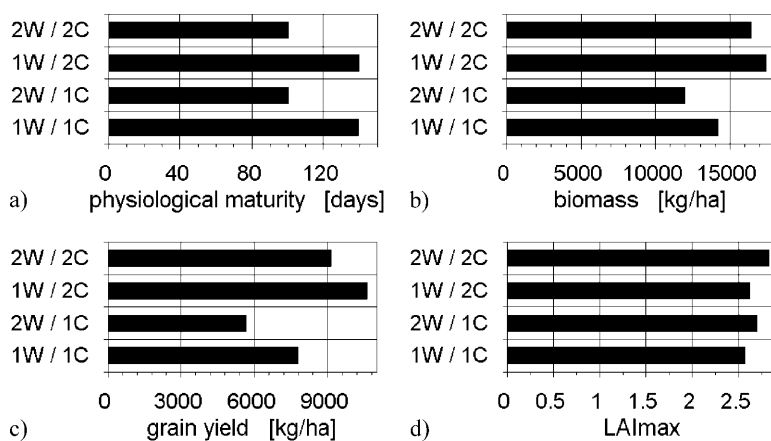 2W / 2C
1W / 2C
2W / 1C
1W / 1C
0 40 80 120
a) physiological maturity [days]
2W / 2C
1W / 2C
2W / 1C
1W / 1C
0 5000 10000 15000
b) biomass [kg/ha]
2W / 2C
1W / 2C
2W / 1C
1W / 1C
0 3000 6000 9000
c) grain yield [kg/ha]
2W / 2C
1W / 2C
2W / 1C
1W / 1C
0 0.5 1 1.5 2 2.5
d) LAImax